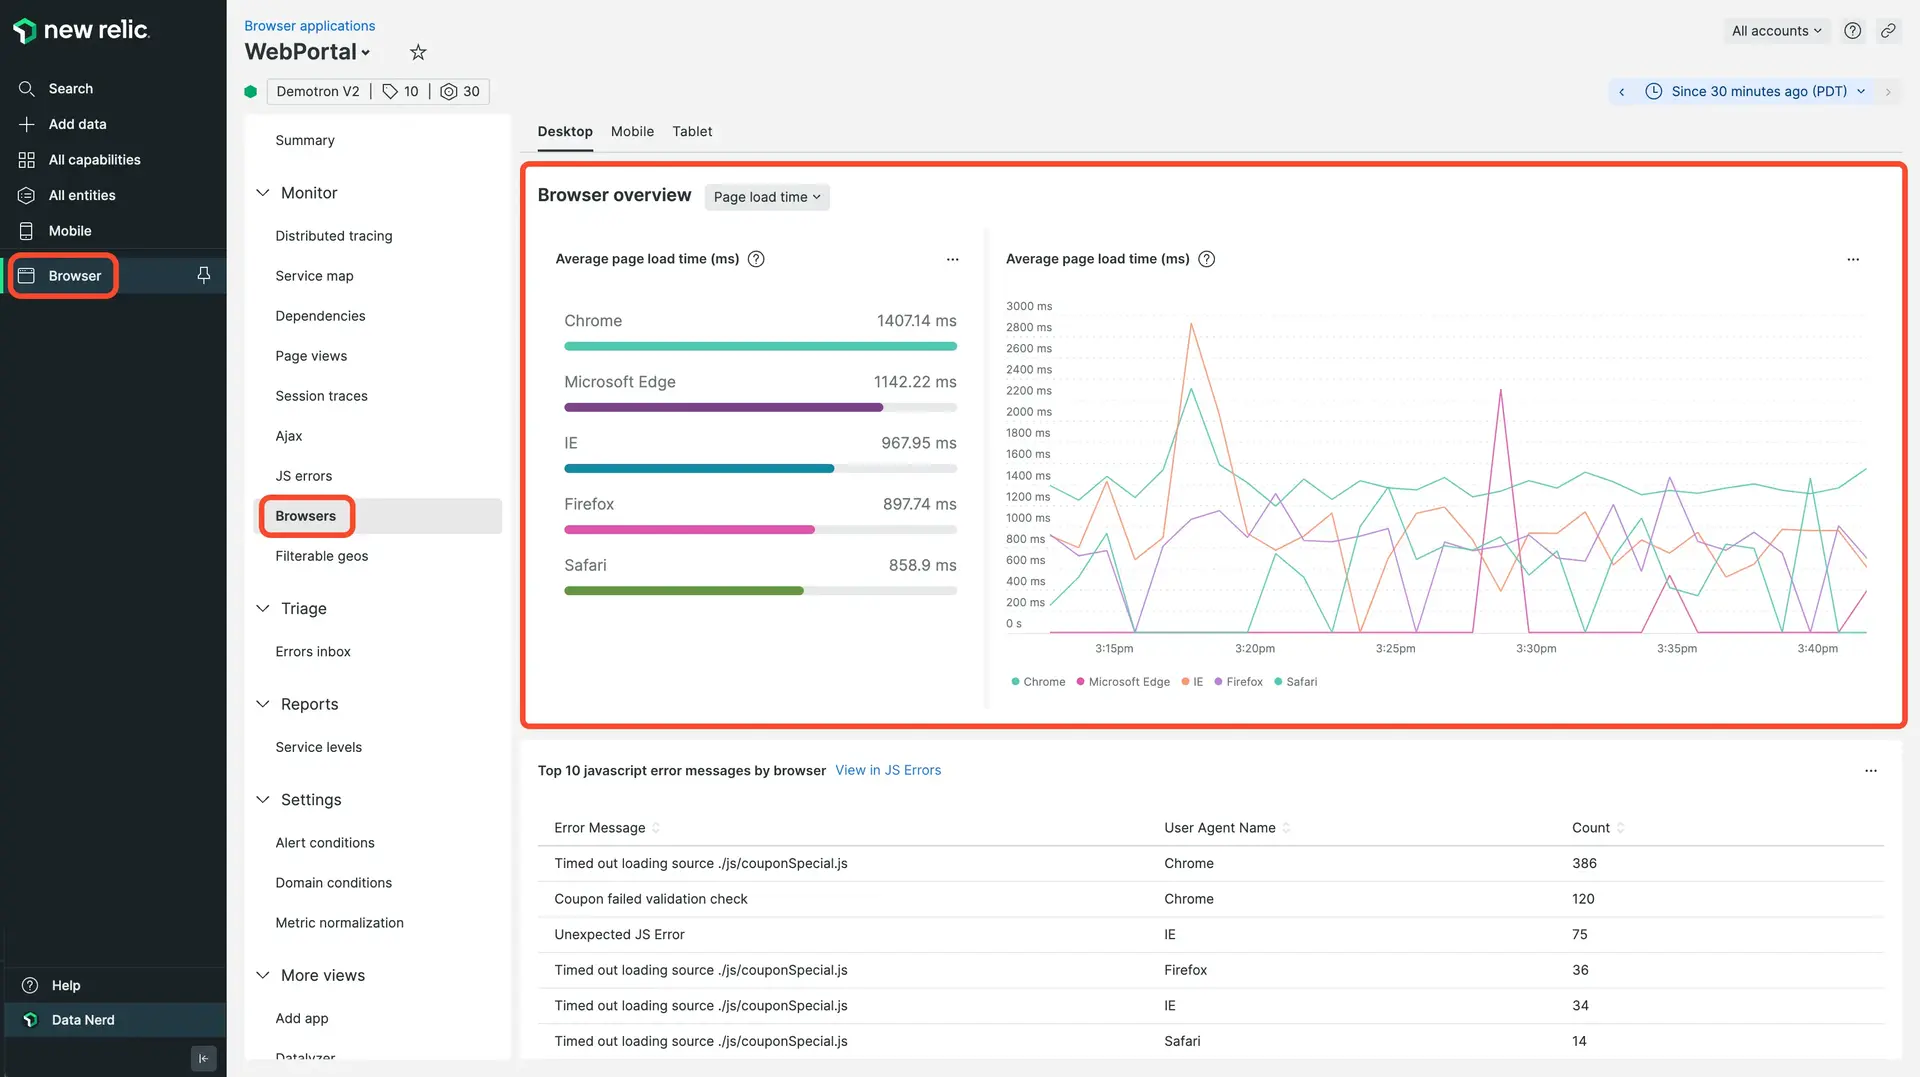 new relic.
Search
Add data
All capabilities
All entities
Mobile
Browser
Help
Data Nerd
Browser applications
WebPortal
Demotron V2 | 10 | 30
All accounts
Since 30 minutes ago (PDT)
Summary
Monitor
Distributed tracing
Service map
Dependencies
Page views
Session traces
Ajax
JS errors
Browsers
Filterable geos
Triage
Errors inbox
Reports
Service levels
Settings
Alert conditions
Domain conditions
Metric normalization
More views
Add app
Datalyzer
Desktop Mobile Tablet
Browser overview Page load time
Average page load time (ms)
Chrome 1407.14 ms
Microsoft Edge 1142.22 ms
IE 967.95 ms
Firefox 897.74 ms
Safari 858.9 ms
Average page load time (ms)
3000 ms
2800 ms
2600 ms
2400 ms
2200 ms
2000 ms
1800 ms
1600 ms
1400 ms
1200 ms
1000 ms
800 ms
600 ms
400 ms
200 ms
0 s
3:15pm 3:20pm 3:25pm 3:30pm 3:35pm 3:40pm
Chrome Microsoft Edge IE Firefox Safari
Top 10 javascript error messages by browser View in JS Errors
Error Message User Agent Name Count
Timed out loading source ./js/couponSpecial.js Chrome 386
Coupon failed validation check Chrome 120
Unexpected JS Error IE 75
Timed out loading source ./js/couponSpecial.js Firefox 36
Timed out loading source ./js/couponSpecial.js IE 34
Timed out loading source ./js/couponSpecial.js Safari 14